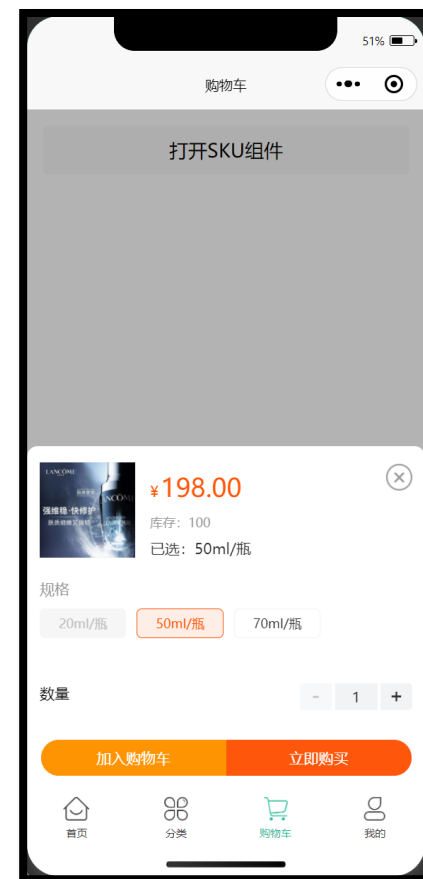 51%
购物车
打开SKU组件
LANCOME
NCOM
强维稳·快修护
¥198.00
库存：100
已选：50ml/瓶
规格
20ml/瓶 50ml/瓶 70ml/瓶
数量 - 1 +
加入购物车 立即购买
首页 分类 购物车 我的